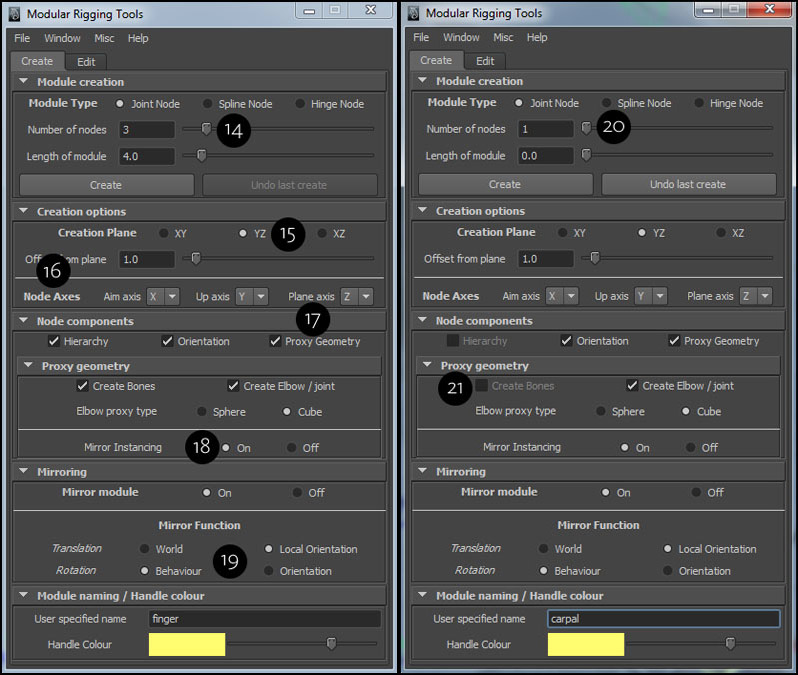 Modular Rigging Tools
File Window Misc Help
Create Edit
Module creation
Module Type Joint Node Spline Node Hinge Node
Number of nodes 3 14
Length of module 4.0
Create Undo last create
Creation options
Creation Plane XY YZ 15 XZ
Offset from plane 1.0
16
Node Axes Aim axis X Up axis Y Plane axis Z
17
Node components
Hierarchy Orientation Proxy Geometry
Proxy geometry
Create Bones Create Elbow / joint
Elbow proxy type Sphere Cube
Mirror Instancing 18 On Off
Mirroring
Mirror module On Off
Mirror Function
Translation World Local Orientation
Rotation Behaviour 19 Orientation
Module naming / Handle colour
User specified name finger
Handle Colour
Modular Rigging Tools
File Window Misc Help
Create Edit
Module creation
Module Type Joint Node Spline Node Hinge Node
Number of nodes 1 20
Length of module 0.0
Create Undo last create
Creation options
Creation Plane XY YZ XZ
Offset from plane 1.0
Node Axes Aim axis X Up axis Y Plane axis Z
Node components
Hierarchy Orientation Proxy Geometry
Proxy geometry
21 Create Bones Create Elbow / joint
Elbow proxy type Sphere Cube
Mirror Instancing On Off
Mirroring
Mirror module On Off
Mirror Function
Translation World Local Orientation
Rotation Behaviour Orientation
Module naming / Handle colour
User specified name carpal
Handle Colour